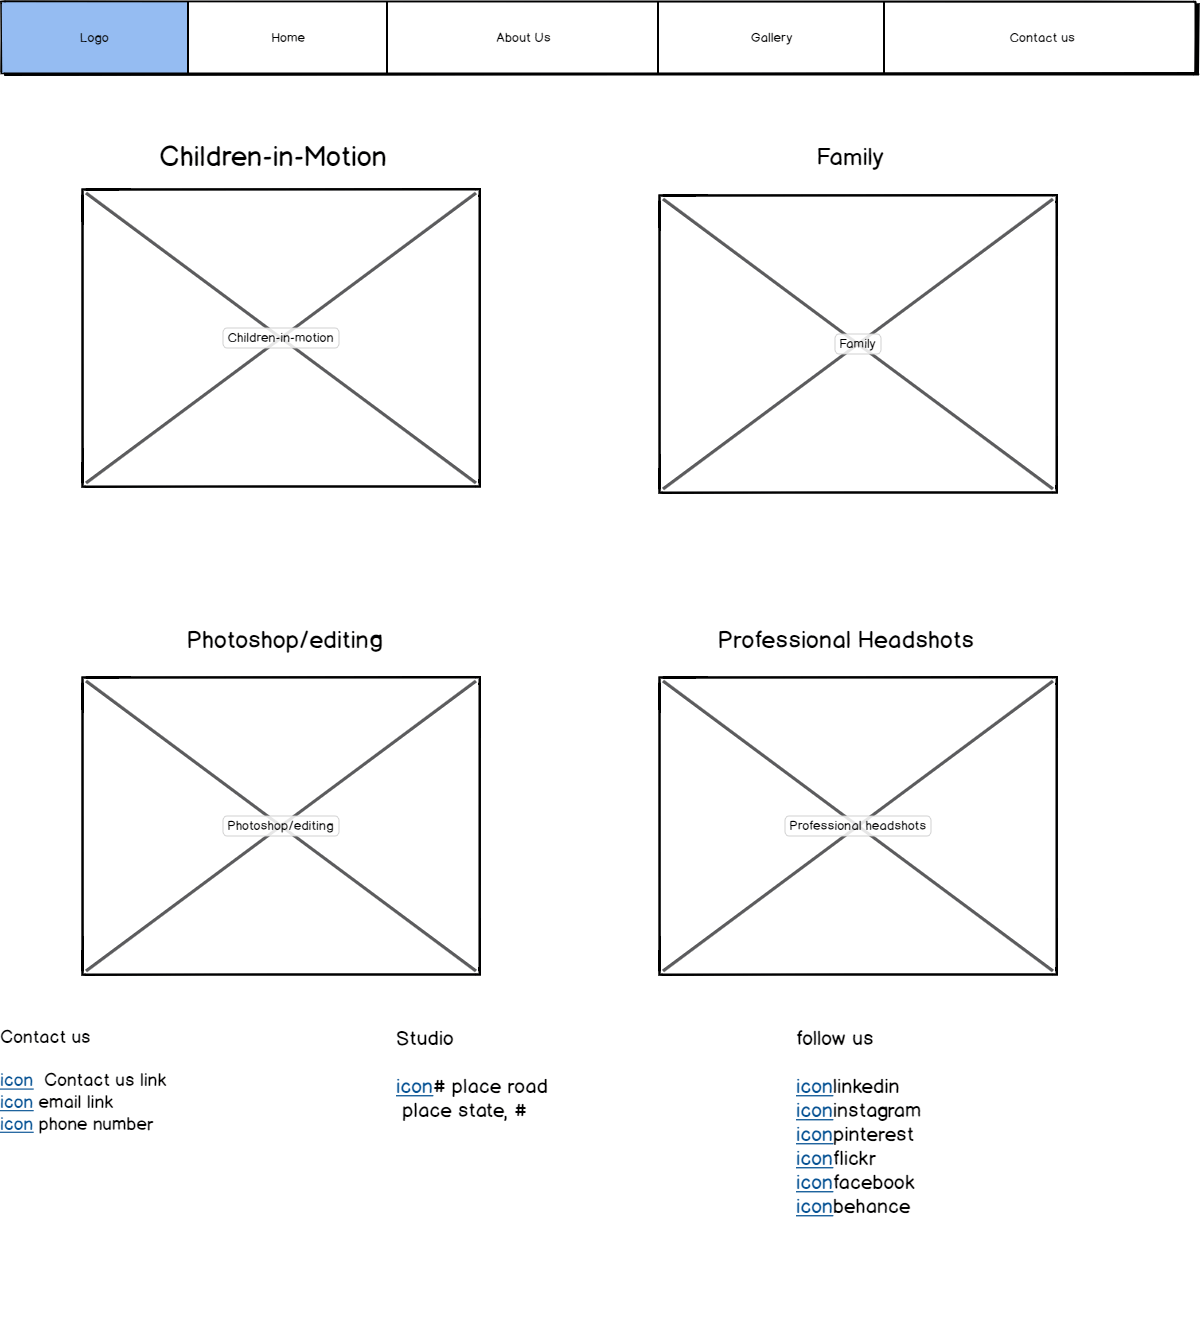 Logo
Home
About Us
Gallery
Contact us
Children-in-Motion
Family
Children-in-motion
Family
Photoshop/editing
Professional Headshots
Photoshop/editing
Professional headshots
Contact us
icon Contact us link
icon email link
icon phone number
Studio
icon# place road
place state, #
follow us
iconlinkedin
iconinstagram
iconpinterest
iconflickr
iconfacebook
iconbehance